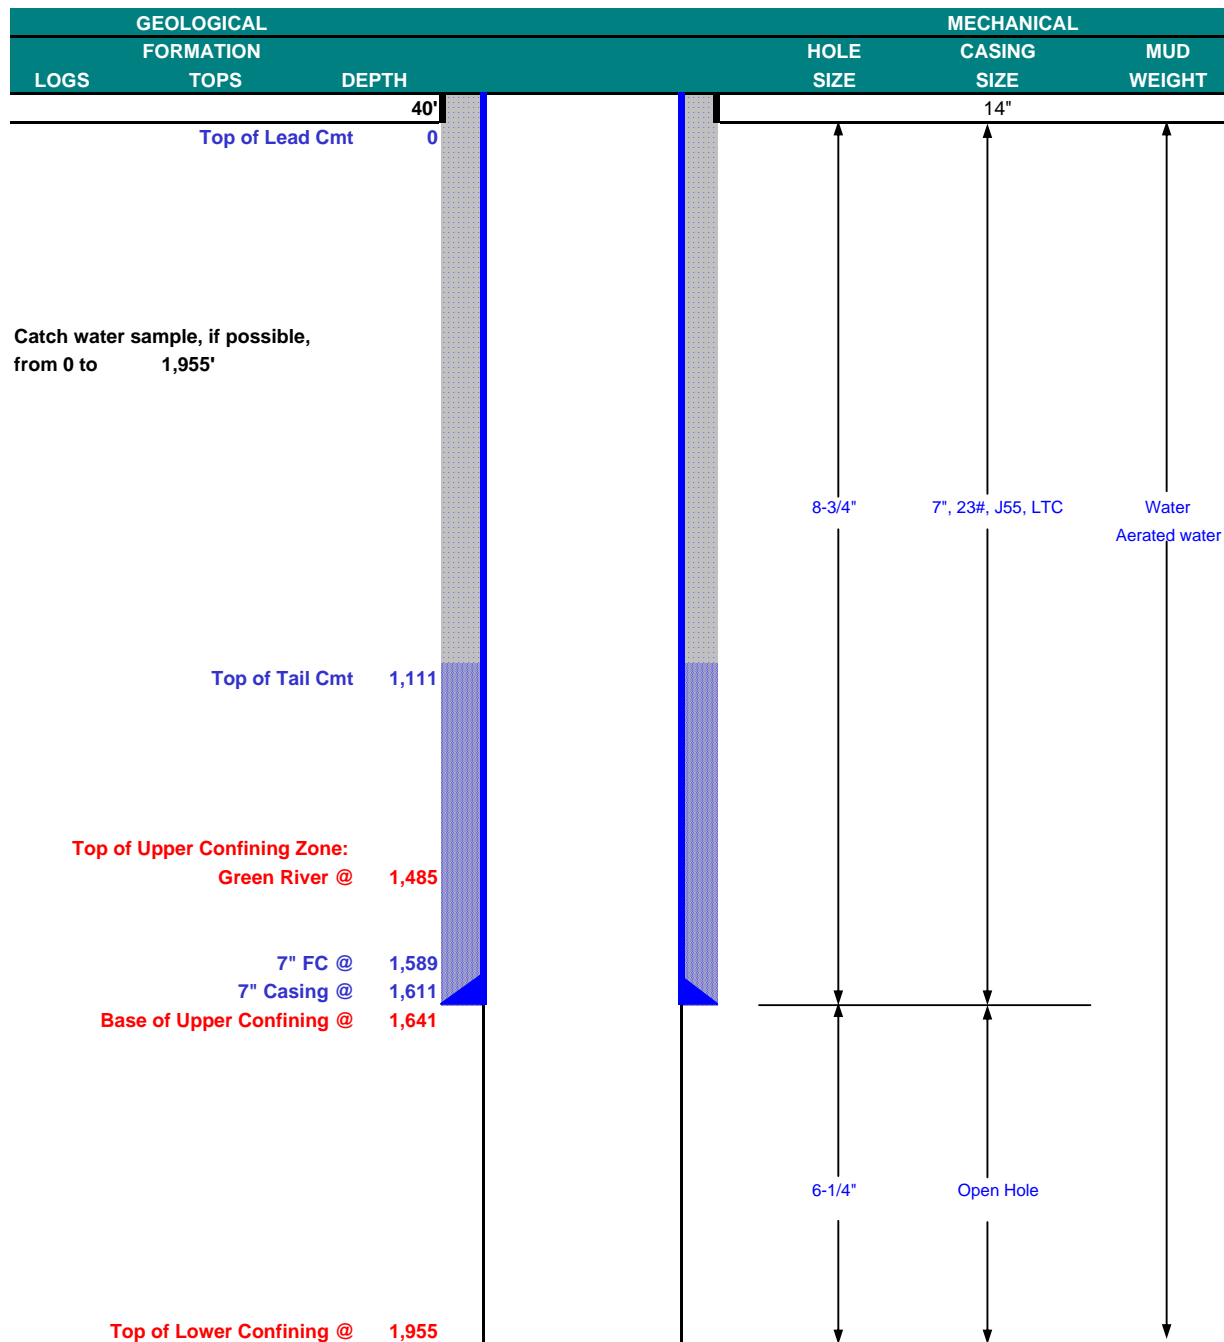 GEOLOGICAL MECHANICAL
FORMATION HOLE CASING MUD
LOGS TOPS DEPTH SIZE SIZE WEIGHT
40' 14"
Top of Lead Cmt 0
Catch water sample, if possible,
from 0 to 1,955'
8-3/4" 7", 23#, J55, LTC Water
Aerated water
Top of Tail Cmt 1,111
Top of Upper Confining Zone:
Green River @ 1,485
7" FC @ 1,589
7" Casing @ 1,611
Base of Upper Confining @ 1,641
6-1/4" Open Hole
Top of Lower Confining @ 1,955